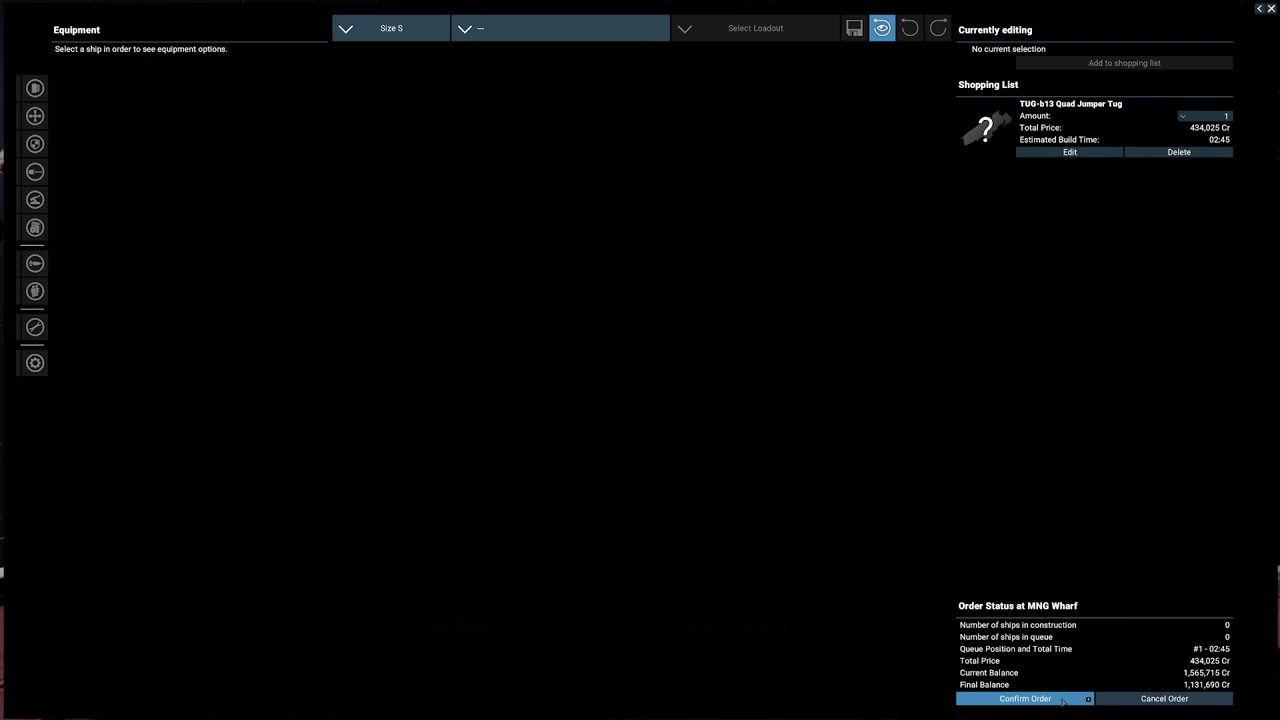 Equipment
Select a ship in order to see equipment options.
Size S
—
Select Loadout
Currently editing
No current selection
Add to shopping list
Shopping List
?
TUG-b13 Quad Jumper Tug
Amount: 1
Total Price: 434,025 Cr
Estimated Build Time: 02:45
Edit Delete
Order Status at MNG Wharf
Number of ships in construction 0
Number of ships in queue 0
Queue Position and Total Time #1 - 02:45
Total Price 434,025 Cr
Current Balance 1,565,715 Cr
Final Balance 1,131,690 Cr
Confirm Order Cancel Order